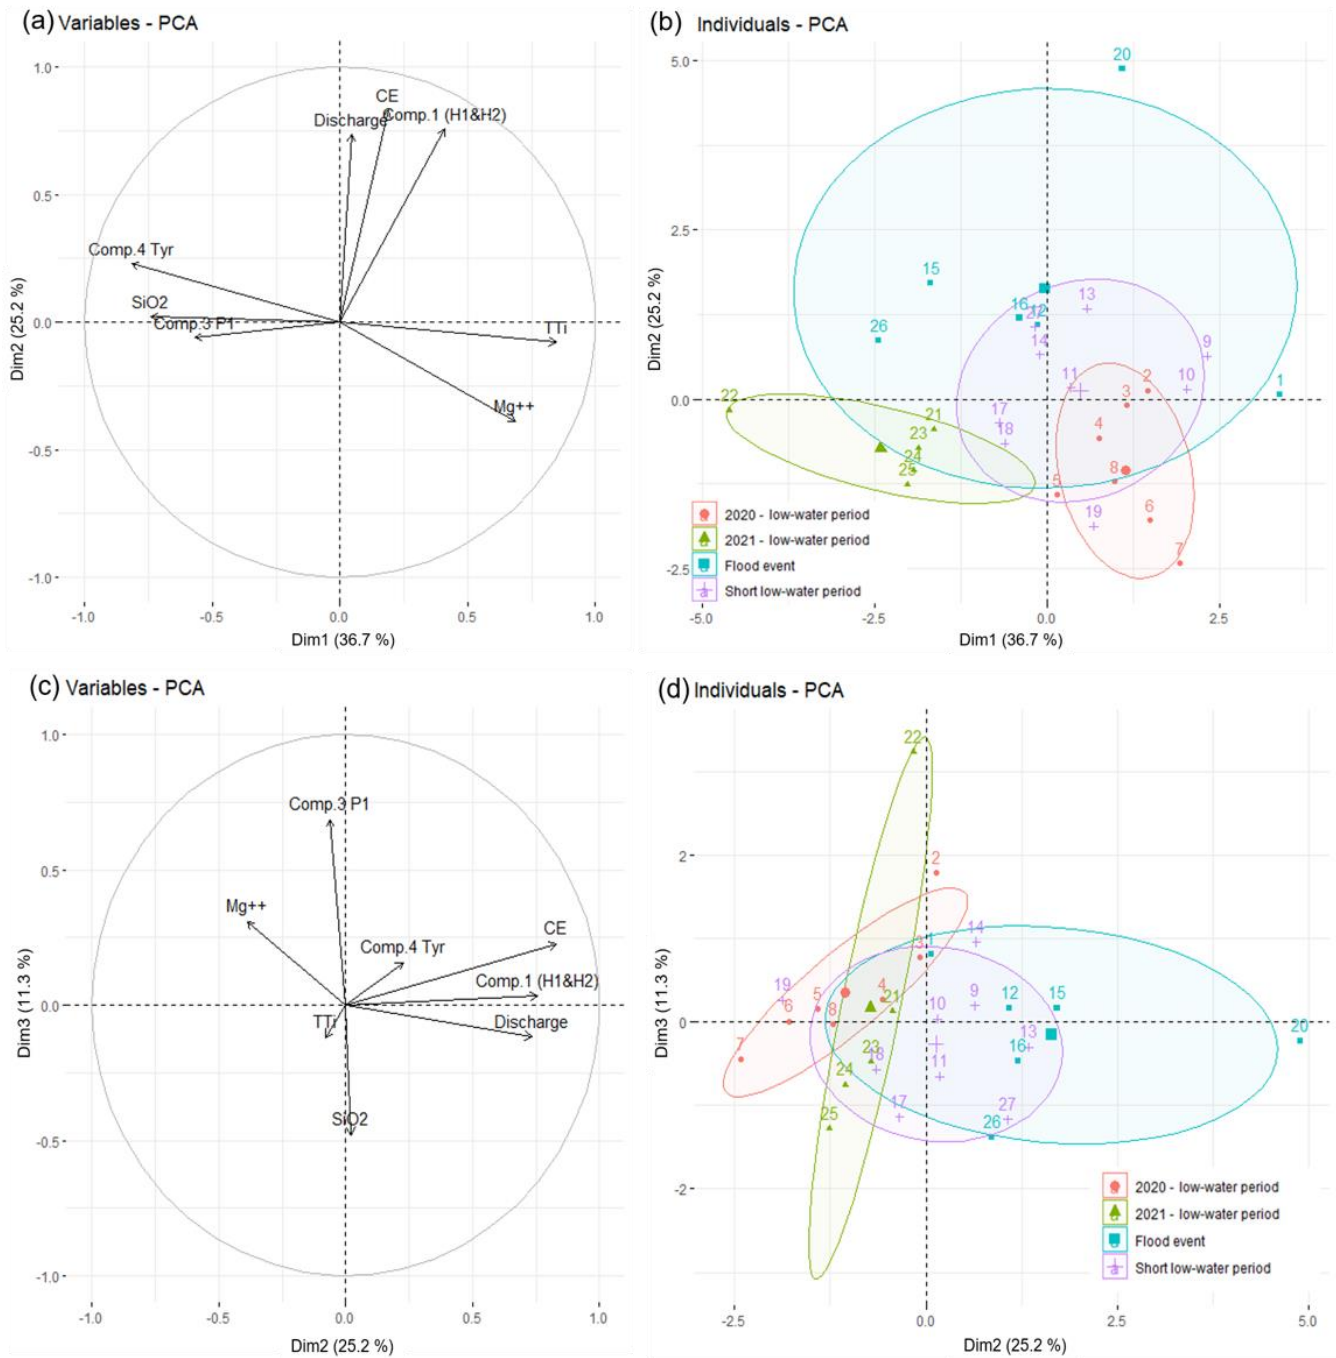 (a) Variables - PCA
1.0
CE
Discharge
Comp.1 (H1&H2)
0.5
Comp.4 Tyr
SiO2
Comp.3 P1
TTi
0.0
Mg++
-0.5
-1.0
-1.0 -0.5 0.0 0.5 1.0
Dim1 (36.7 %)
Dim2 (25.2 %)
(b) Individuals - PCA
5.0
20
2.5
15
16 12
27
13
26
14
9
11
10
2
1
3
0.0
22
21
17
4
18
23
24
8
25
5
19
6
7
-2.5
2020 - low-water period
2021 - low-water period
Flood event
Short low-water period
-5.0 -2.5 0.0 2.5
Dim1 (36.7 %)
Dim2 (25.2 %)
(c) Variables - PCA
1.0
Comp.3 P1
0.5
Mg++
Comp.4 Tyr
CE
Comp.1 (H1&H2)
0.0
TTi
Discharge
SiO2
-0.5
-1.0
-1.0 -0.5 0.0 0.5 1.0
Dim2 (25.2 %)
Dim3 (11.3 %)
(d) Individuals - PCA
22
2
2
14
3 1
19
5
4
21
6
8
10
9
12
15
20
0
7
23
18
11
16
13
24
25
17
26
27
-2
2020 - low-water period
2021 - low-water period
Flood event
Short low-water period
-2.5 0.0 2.5 5.0
Dim2 (25.2 %)
Dim3 (11.3 %)